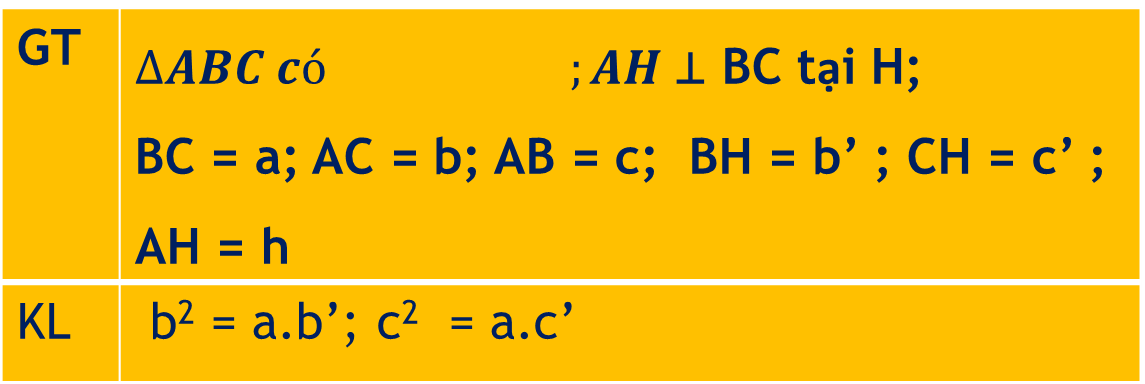 GT
ΔABC có ; AH ⊥ BC tại H;
BC = a; AC = b; AB = c; BH = b’ ; CH = c’ ;
AH = h
KL
b² = a.b’; c² = a.c’